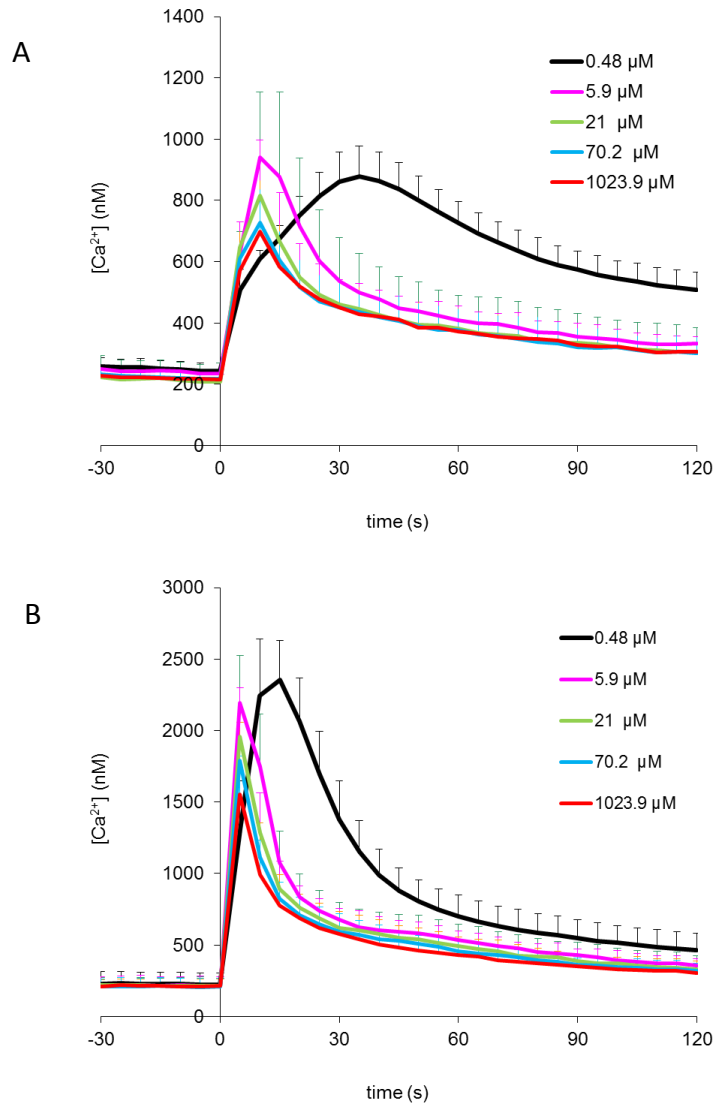 A
1400
1200
1000
800
600
400
200
0
[Ca²⁺] (nM)
-30 0 30 60 90 120
time (s)
0.48 µM
5.9 µM
21 µM
70.2 µM
1023.9 µM
B
3000
2500
2000
1500
1000
500
0
[Ca²⁺] (nM)
-30 0 30 60 90 120
time (s)
0.48 µM
5.9 µM
21 µM
70.2 µM
1023.9 µM